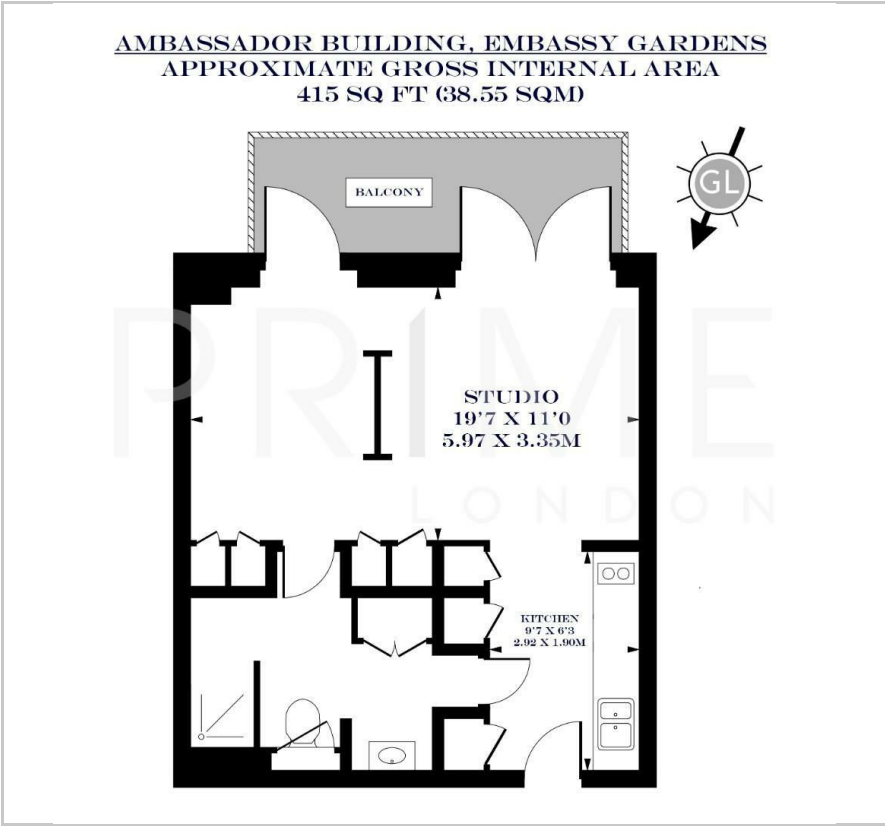 AMBASSADOR BUILDING, EMBASSY GARDENS
APPROXIMATE GROSS INTERNAL AREA
415 SQ FT (38.55 SQM)
BALCONY
GL
PRIME
LONDON
STUDIO
19'7 X 11'0
5.97 X 3.35M
KITCHEN
9'7 X 6'3
2.92 X 1.90M